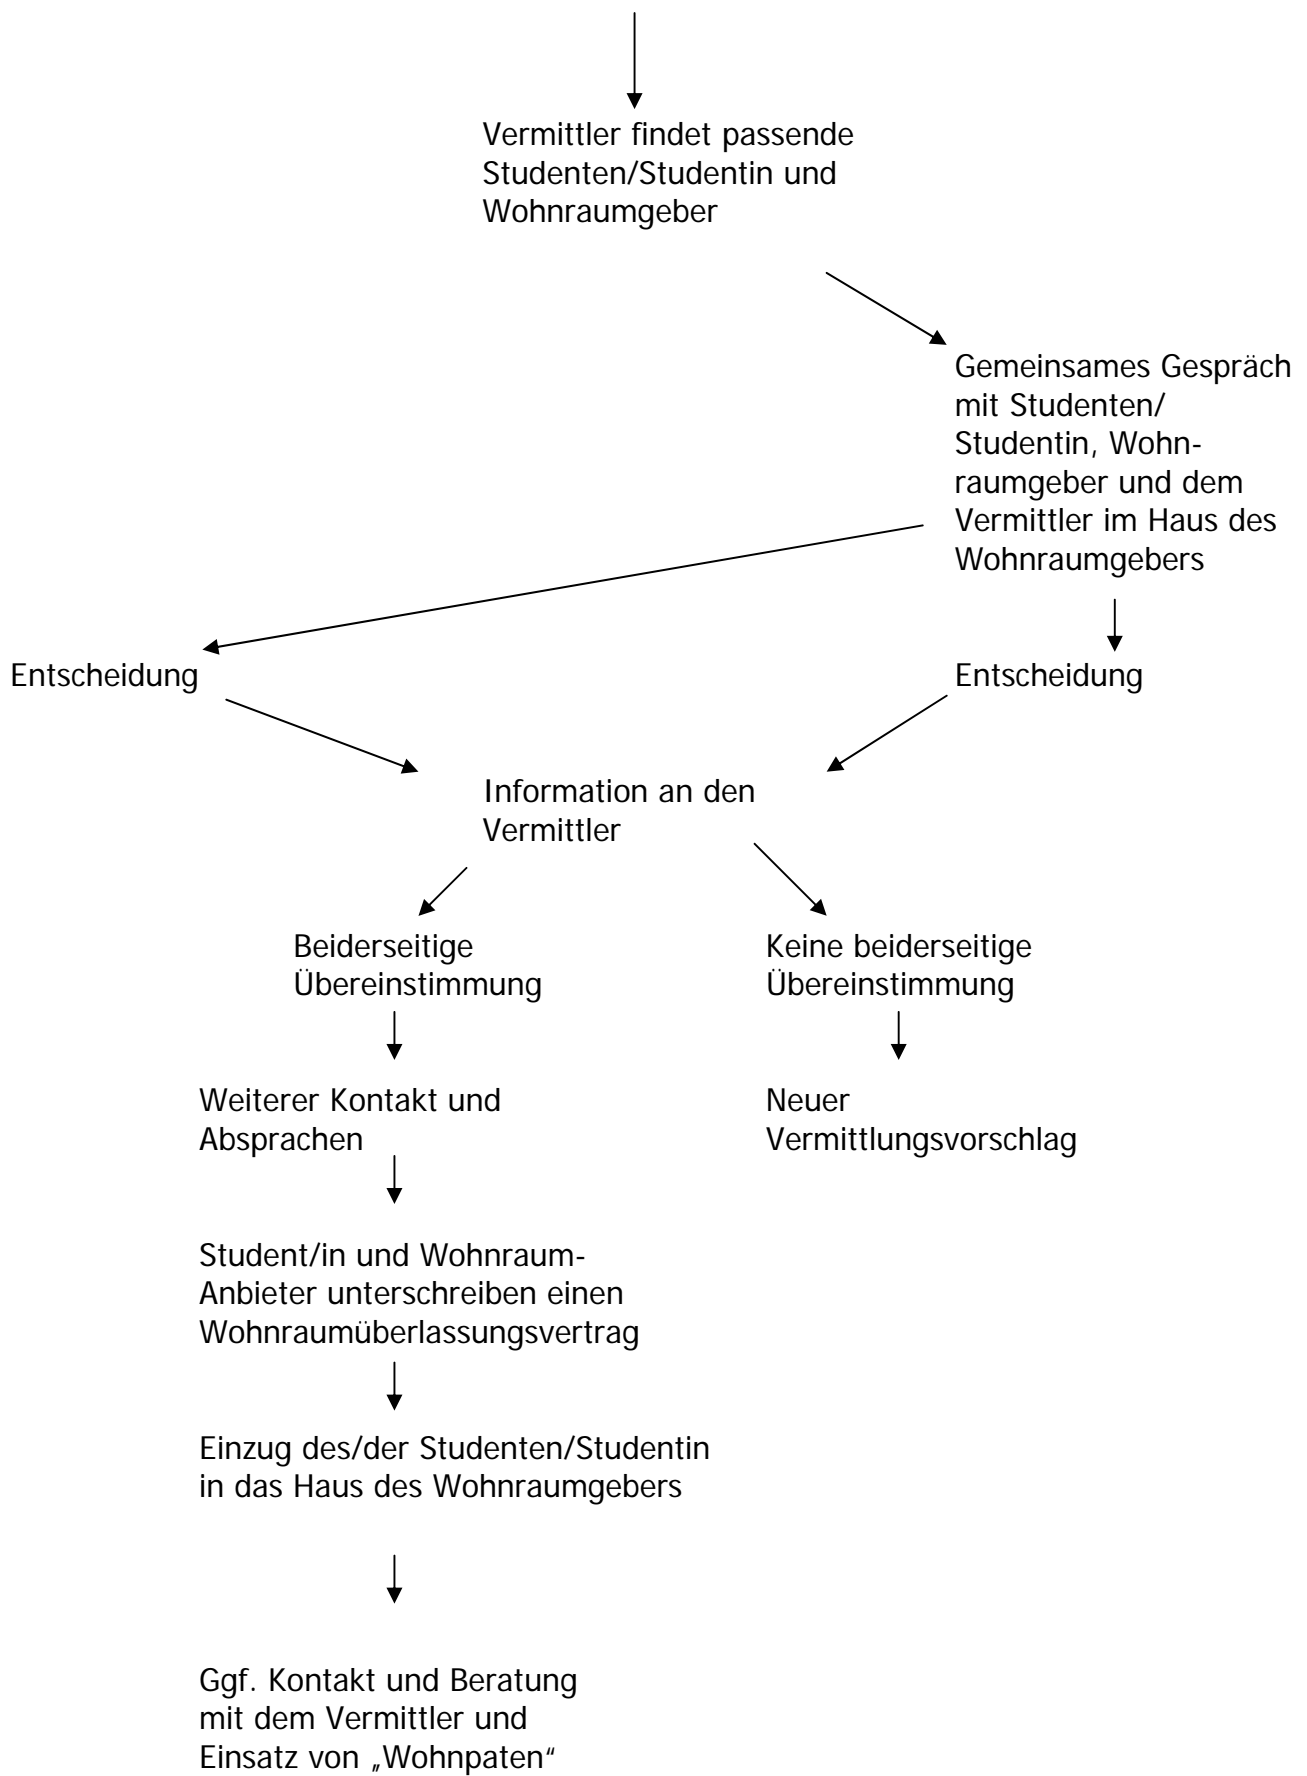 Vermittler findet passende
Studenten/Studentin und
Wohnraumgeber
Gemeinsames Gespräch
mit Studenten/
Studentin, Wohn-
raumgeber und dem
Vermittler im Haus des
Wohnraumgebers
Entscheidung
Entscheidung
Information an den
Vermittler
Beiderseitige
Übereinstimmung
Keine beiderseitige
Übereinstimmung
Weiterer Kontakt und
Absprachen
Neuer
Vermittlungsvorschlag
Student/in und Wohnraum-
Anbieter unterschreiben einen
Wohnraumüberlassungsvertrag
Einzug des/der Studenten/Studentin
in das Haus des Wohnraumgebers
Ggf. Kontakt und Beratung
mit dem Vermittler und
Einsatz von „Wohnpaten“